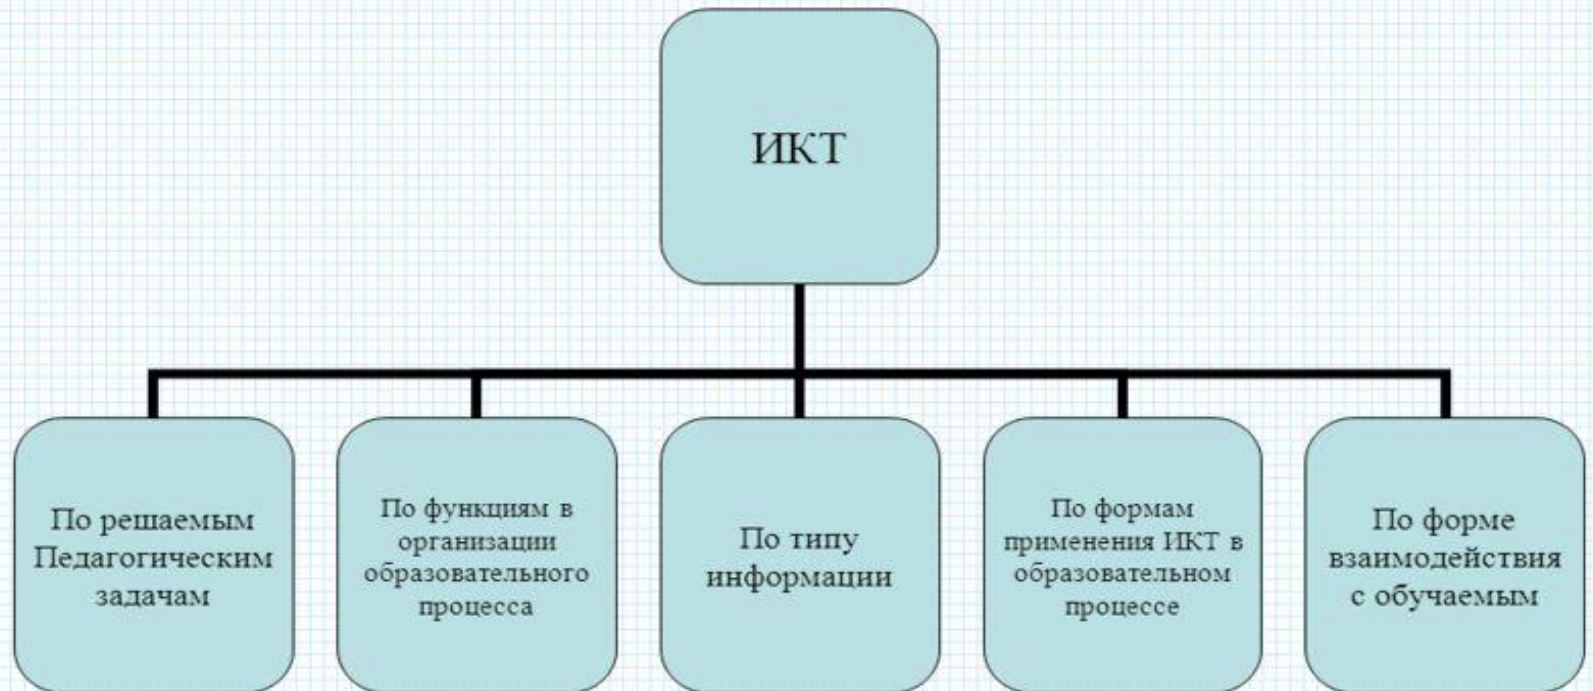 ИКТ
По решаемым
Педагогическим
задачам
По функциям в
организации
образовательного
процесса
По типу
информации
По формам
применения ИКТ в
образовательном
процессе
По форме
взаимодействия
с обучаемым